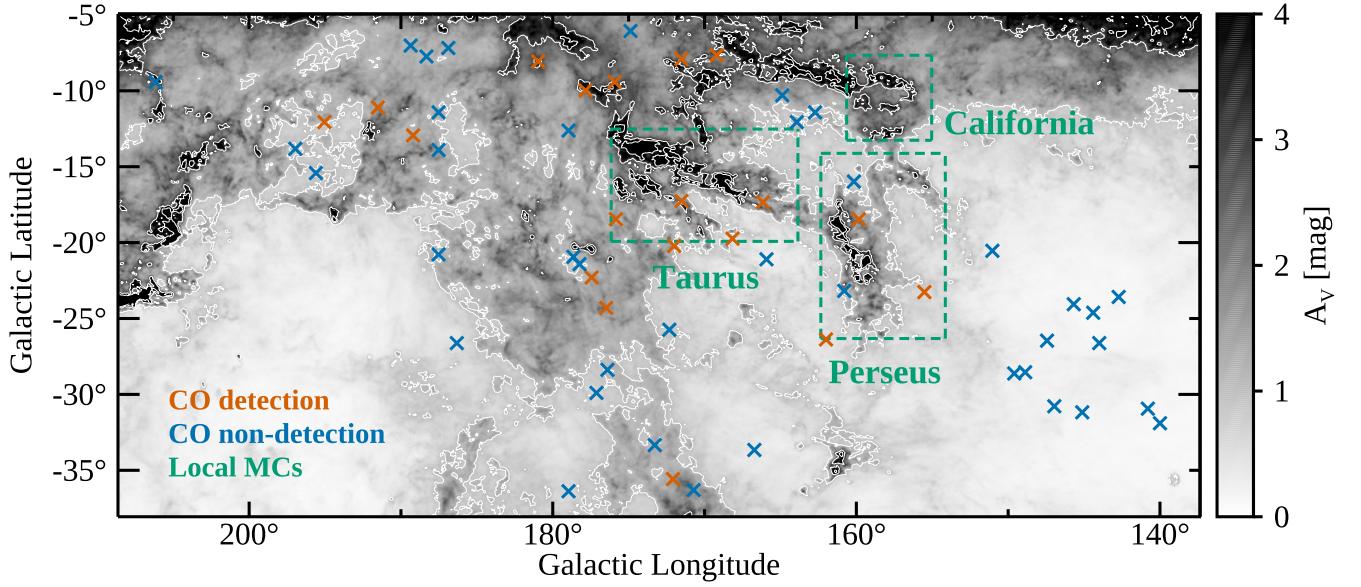 -5°
-10°
-15°
-20°
-25°
-30°
-35°
Galactic Latitude
200°
180°
160°
140°
Galactic Longitude
California
Taurus
Perseus
CO detection
CO non-detection
Local MCs
4
3
2
1
0
A_V [mag]